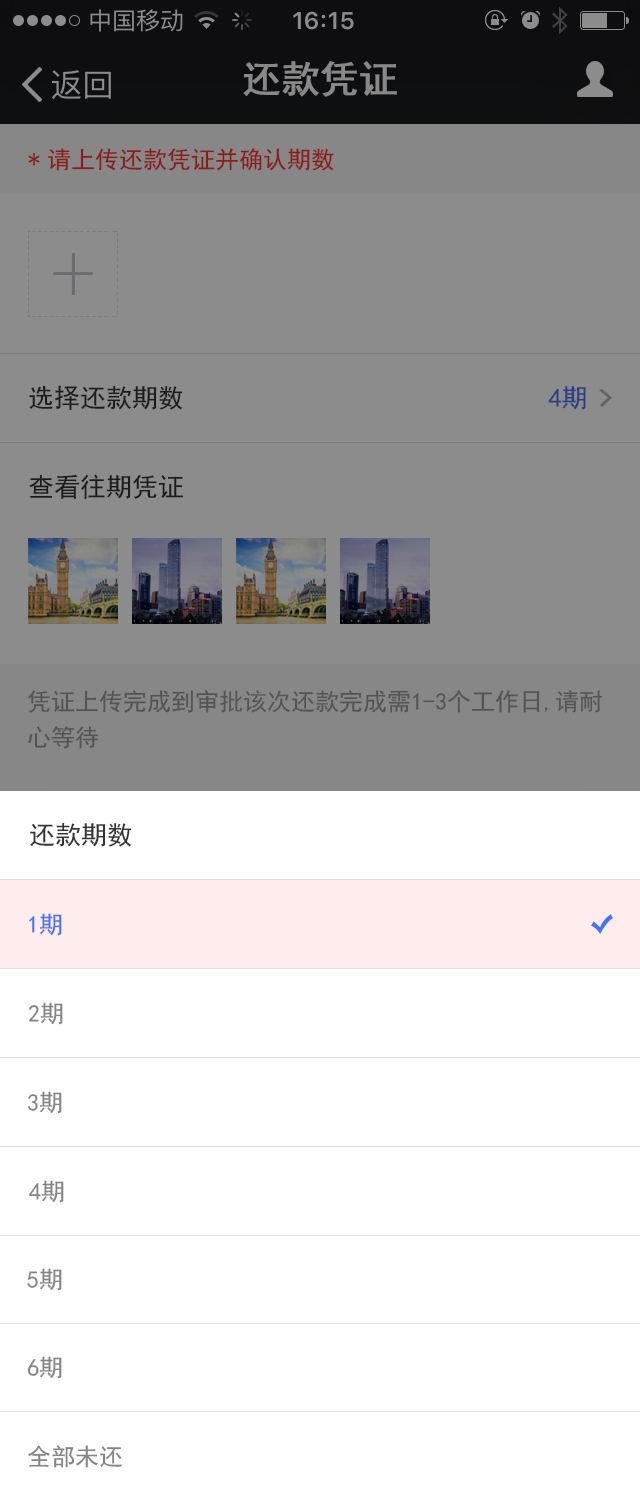 中国移动 16:15
返回 还款凭证
* 请上传还款凭证并确认期数
选择还款期数 4期
查看往期凭证
凭证上传完成到审批该次还款完成需1-3个工作日,请耐
心等待
还款期数
1期
2期
3期
4期
5期
6期
全部未还